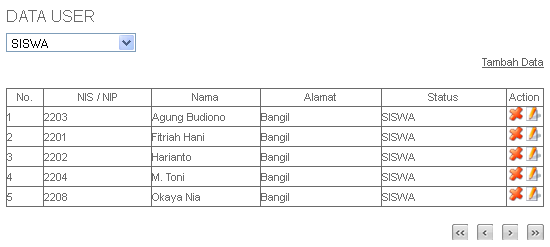 DATA USER
SISWA
Tambah Data
No. NIS / NIP Nama Alamat Status Action
1 2203 Agung Budiono Bangil SISWA
2 2201 Fitriah Hani Bangil SISWA
3 2202 Harianto Bangil SISWA
4 2204 M. Toni Bangil SISWA
5 2208 Okaya Nia Bangil SISWA
<< < > >>